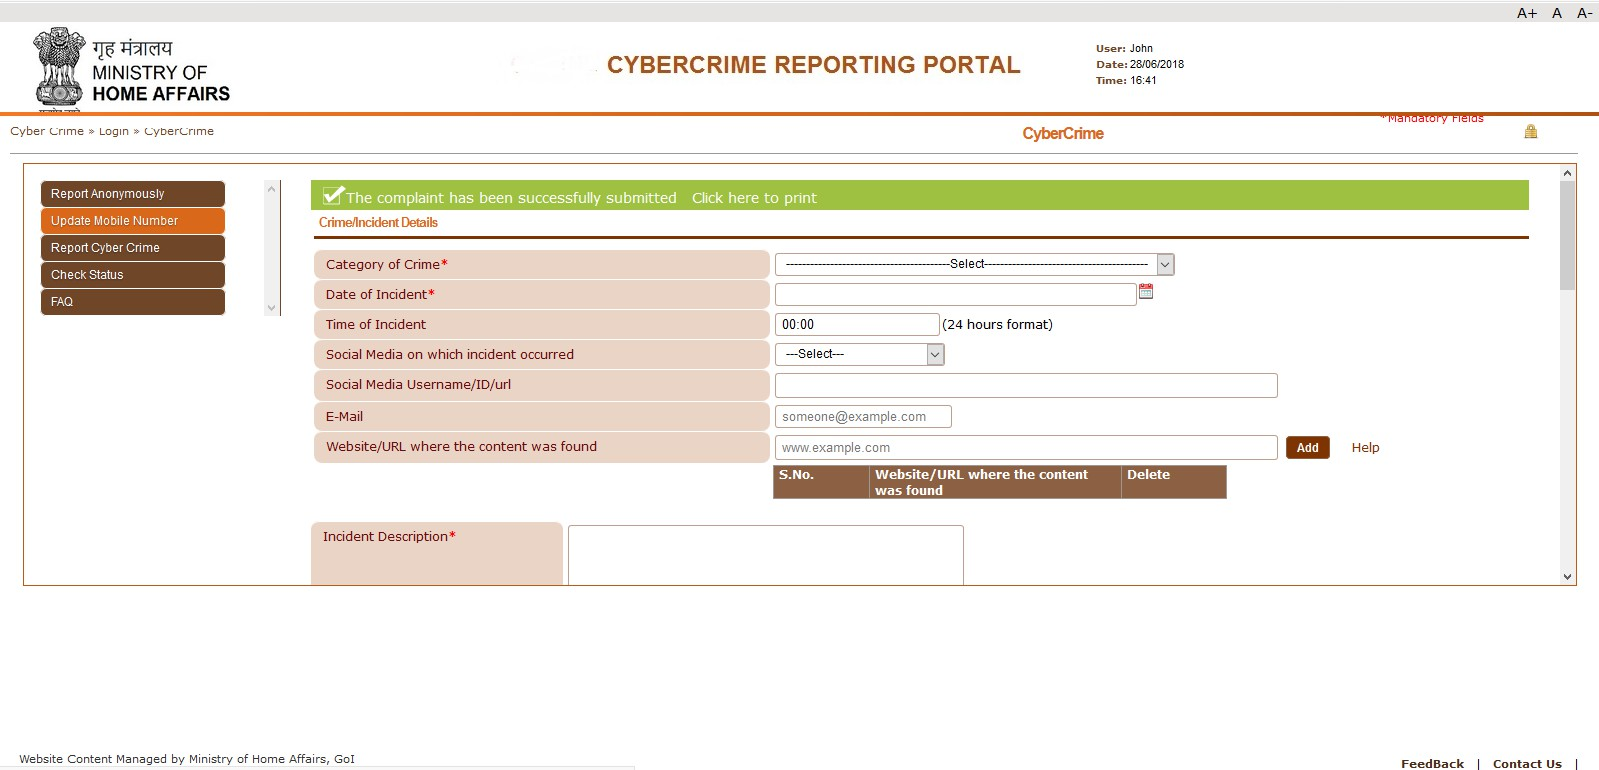 A+ A A-
गृह मंत्रालय
MINISTRY OF
HOME AFFAIRS
CYBERCRIME REPORTING PORTAL
User: John
Date: 28/06/2018
Time: 16:41
*Mandatory Fields
Cyber Crime » Login » CyberCrime
CyberCrime
Report Anonymously
Update Mobile Number
Report Cyber Crime
Check Status
FAQ
The complaint has been successfully submitted Click here to print
Crime/Incident Details
Category of Crime* ---Select---
Date of Incident*
Time of Incident 00:00 (24 hours format)
Social Media on which incident occurred ---Select---
Social Media Username/ID/url
E-Mail someone@example.com
Website/URL where the content was found www.example.com Add Help
S.No. Website/URL where the content was found Delete
Incident Description*
Website Content Managed by Ministry of Home Affairs, GoI
FeedBack | Contact Us |